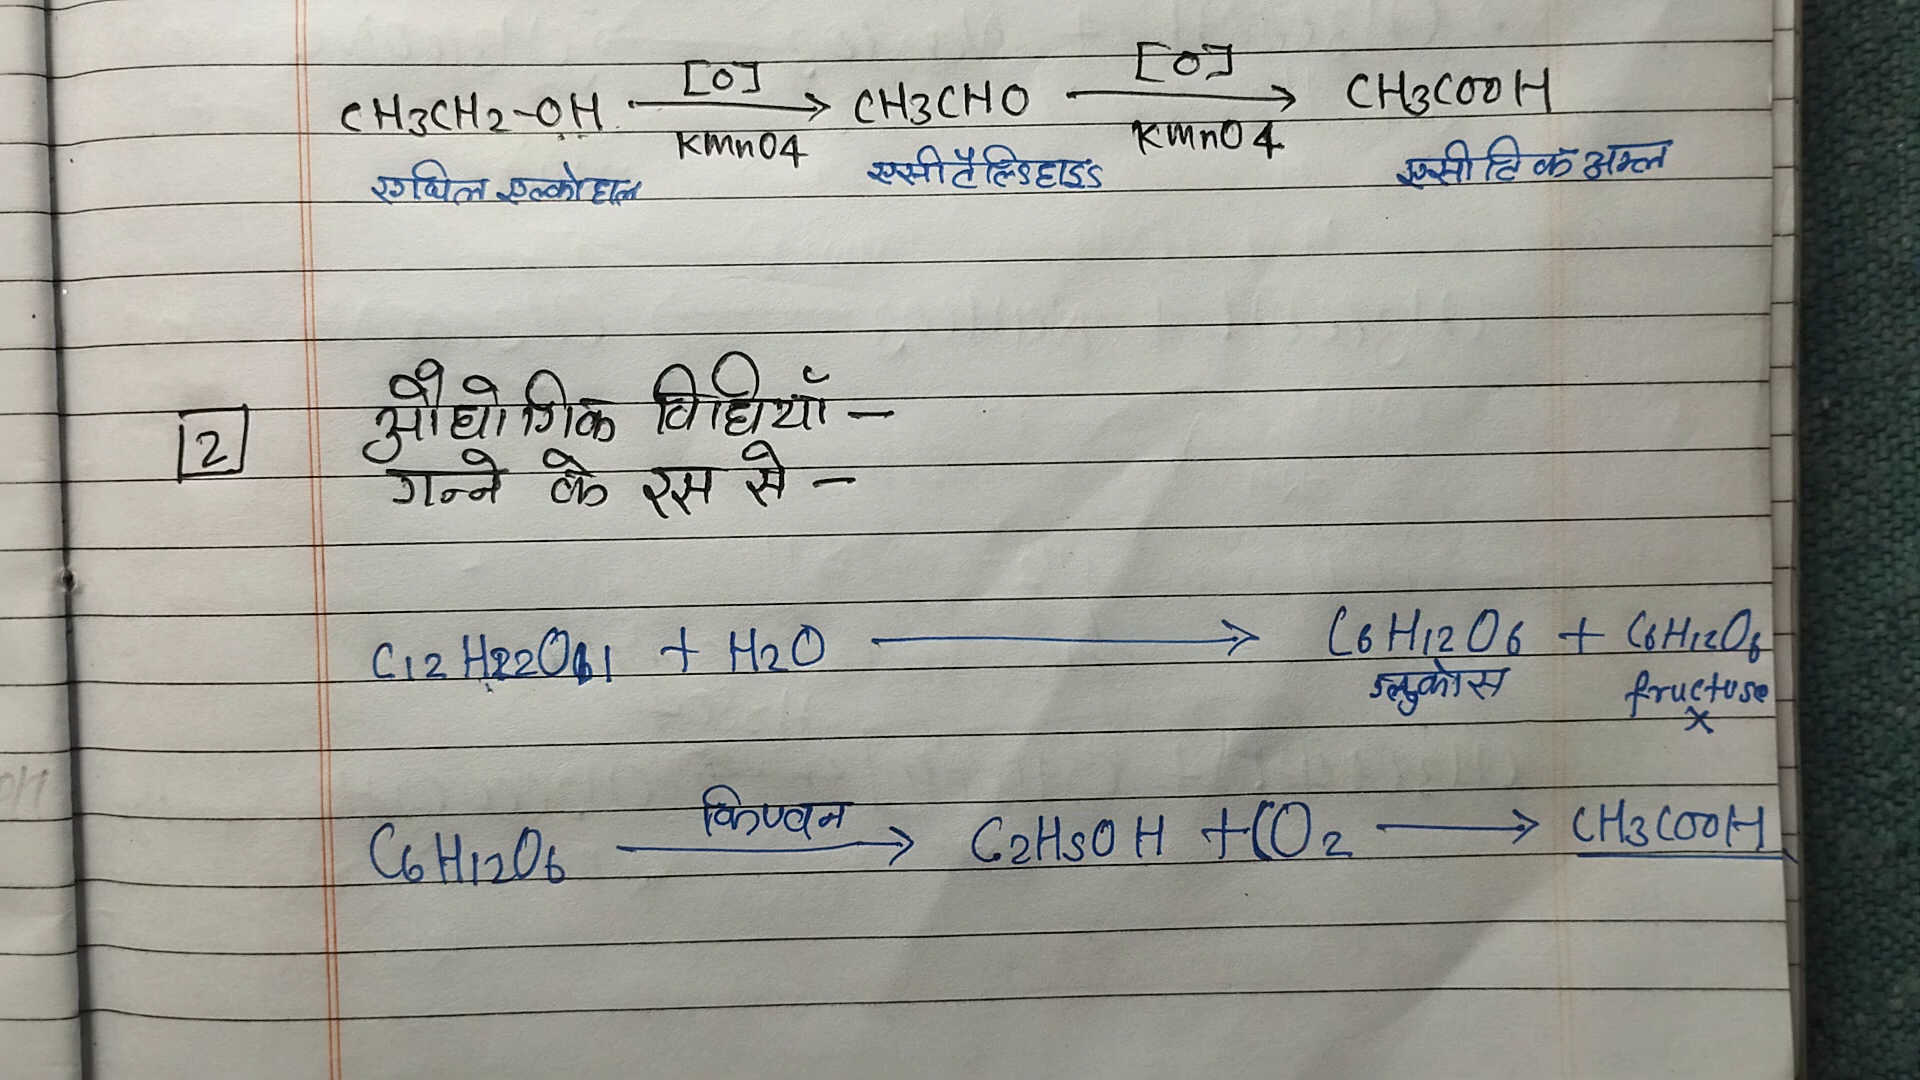 CH3CH2-OH [O] KMnO4 → CH3CHO [O] KMnO4 → CH3COOH
एथिल एल्कोहल एसीटैल्डिहाइड एसीटिक अम्ल
2 औद्योगिक विधियाँ -
गन्ने के रस से -
C12H22O11 + H2O → C6H12O6 + C6H12O6
ग्लुकोस fructose
x
C6H12O6 किण्वन → C2H5OH + CO2 → CH3COOH